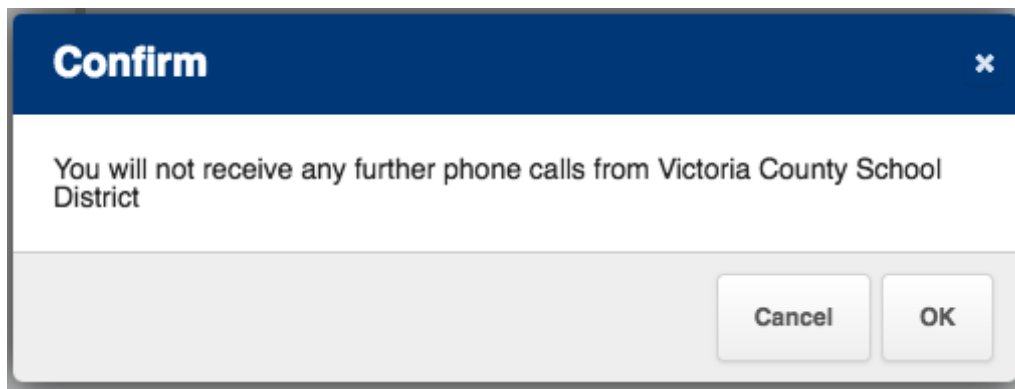 Confirm
You will not receive any further phone calls from Victoria County School
District
Cancel
OK